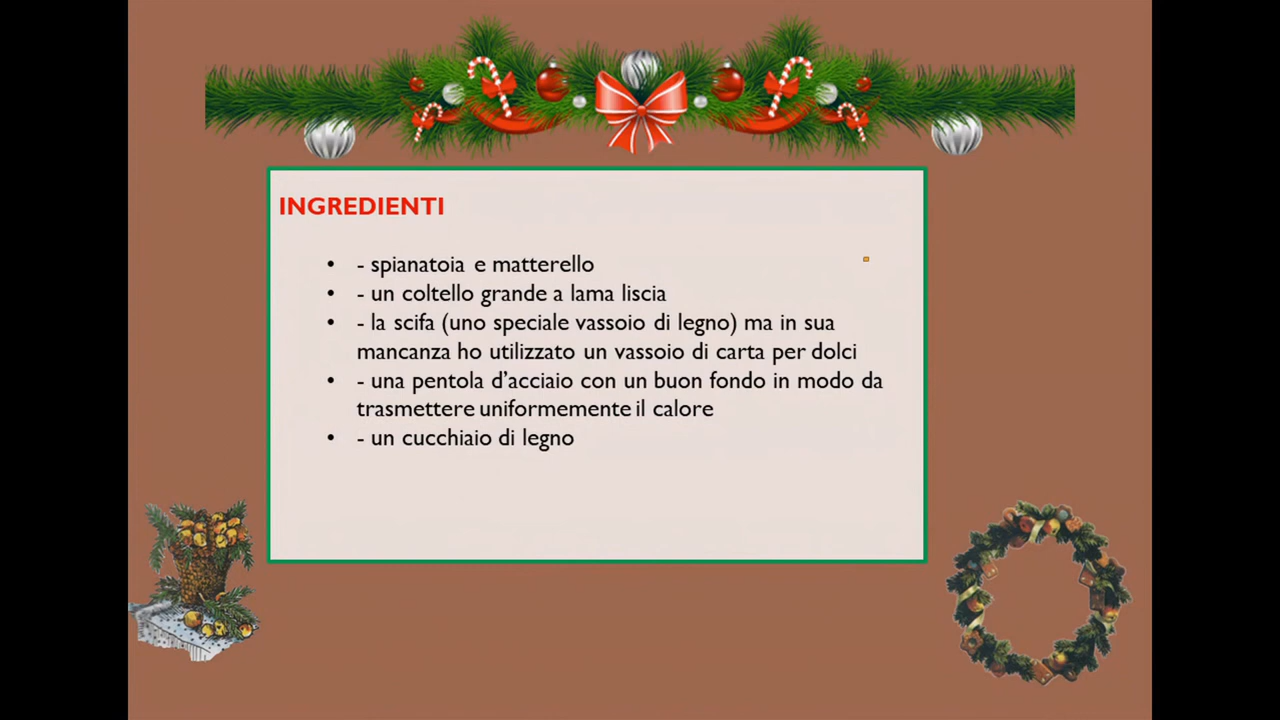 INGREDIENTI
• - spianatoia e matterello
• - un coltello grande a lama liscia
• - la scifa (uno speciale vassoio di legno) ma in sua
mancanza ho utilizzato un vassoio di carta per dolci
• - una pentola d’acciaio con un buon fondo in modo da
trasmettere uniformemente il calore
• - un cucchiaio di legno